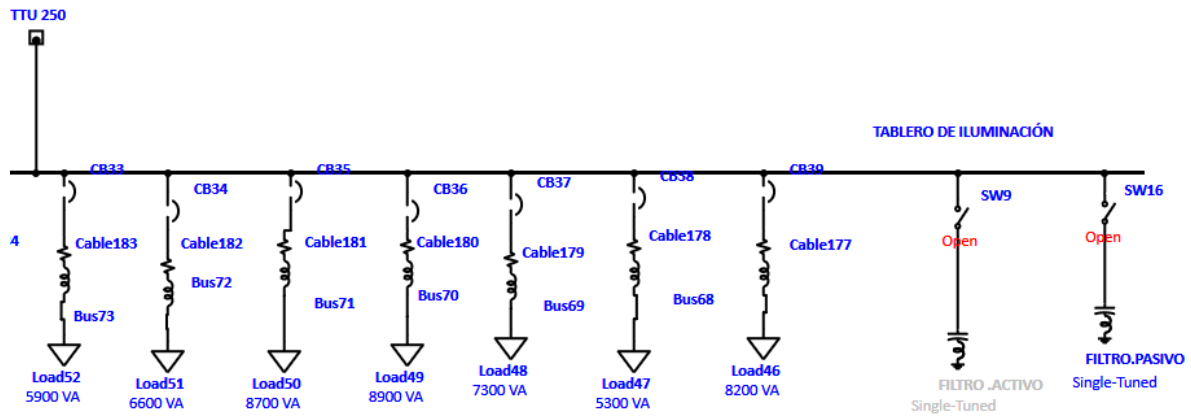 TTU 250
TABLERO DE ILUMINACIÓN
CB33
CB34
CB35
CB36
CB37
CB38
CB39
SW9
SW16
4
Open
Open
Cable183
Cable182
Cable181
Cable180
Cable179
Cable178
Cable177
Bus73
Bus72
Bus71
Bus70
Bus69
Bus68
Load52
5900 VA
Load51
6600 VA
Load50
8700 VA
Load49
8900 VA
Load48
7300 VA
Load47
5300 VA
Load46
8200 VA
FILTRO .ACTIVO
Single-Tuned
FILTRO.PASIVO
Single-Tuned